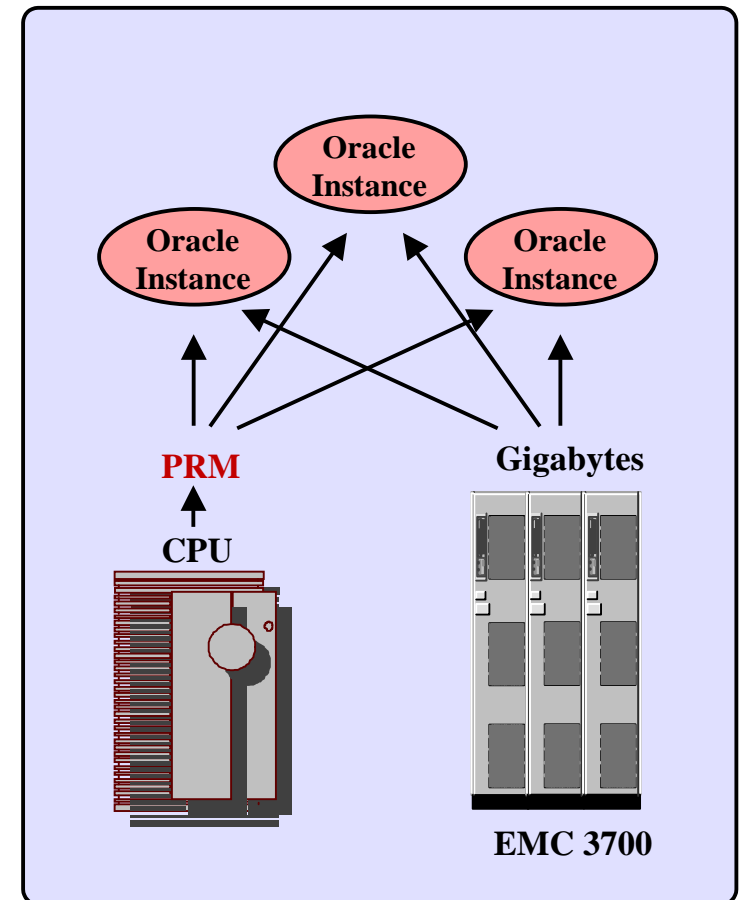 Oracle
Instance
Oracle
Instance
Oracle
Instance
PRM
Gigabytes
CPU
EMC 3700